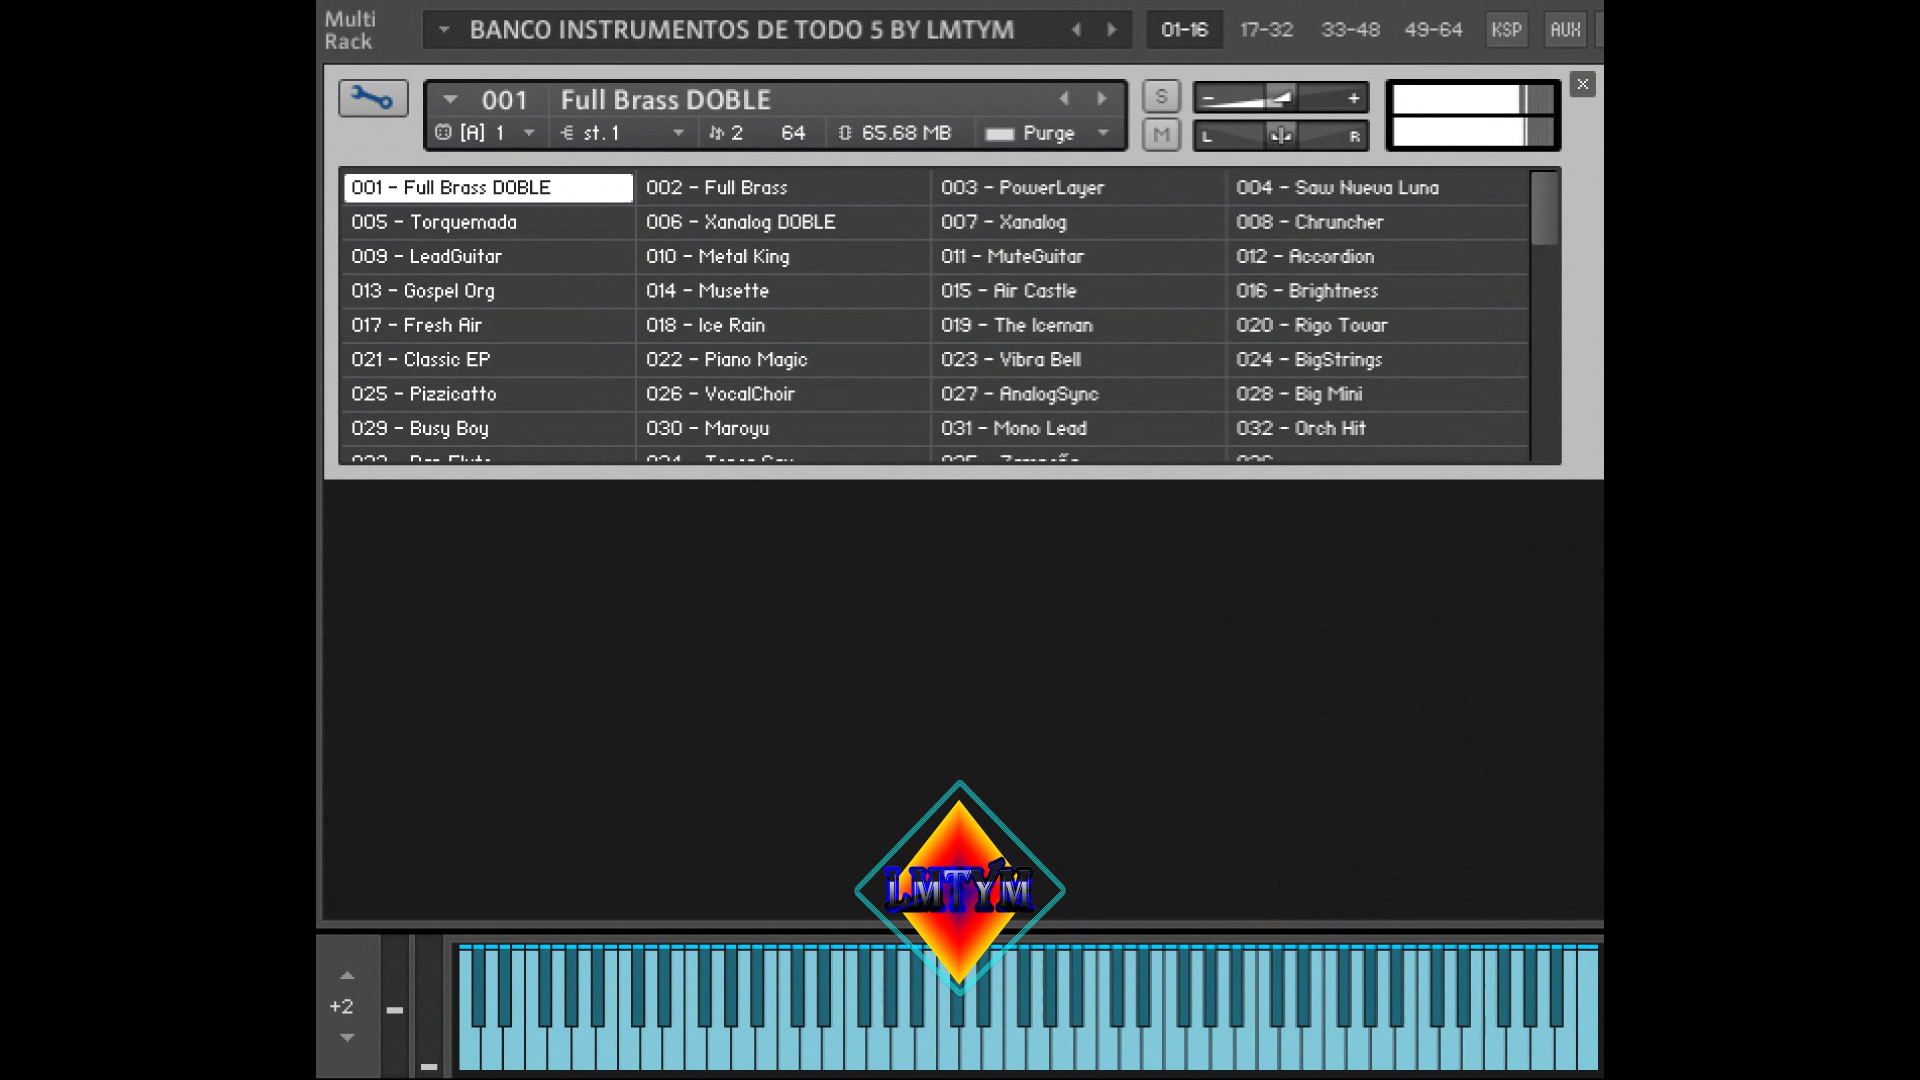 Multi Rack
BANCO INSTRUMENTOS DE TODO 5 BY LMTYM
01-16 17-32 33-48 49-64 KSP AUX
001 Full Brass DOBLE
S
- +
[A] 1 st. 1 2 64 65.68 MB Purge
M
L R
001 - Full Brass DOBLE 002 - Full Brass 003 - PowerLayer 004 - Saw Nueva Luna
005 - Torquemada 006 - Xanalog DOBLE 007 - Xanalog 008 - Chruncher
009 - LeadGuitar 010 - Metal King 011 - MuteGuitar 012 - Accordion
013 - Gospel Org 014 - Musette 015 - Air Castle 016 - Brightness
017 - Fresh Air 018 - Ice Rain 019 - The Iceman 020 - Rigo Tovar
021 - Classic EP 022 - Piano Magic 023 - Vibra Bell 024 - BigStrings
025 - Pizzicatto 026 - VocalChoir 027 - AnalogSync 028 - Big Mini
029 - Busy Boy 030 - Maroyu 031 - Mono Lead 032 - Orch Hit
LMTYM
+2